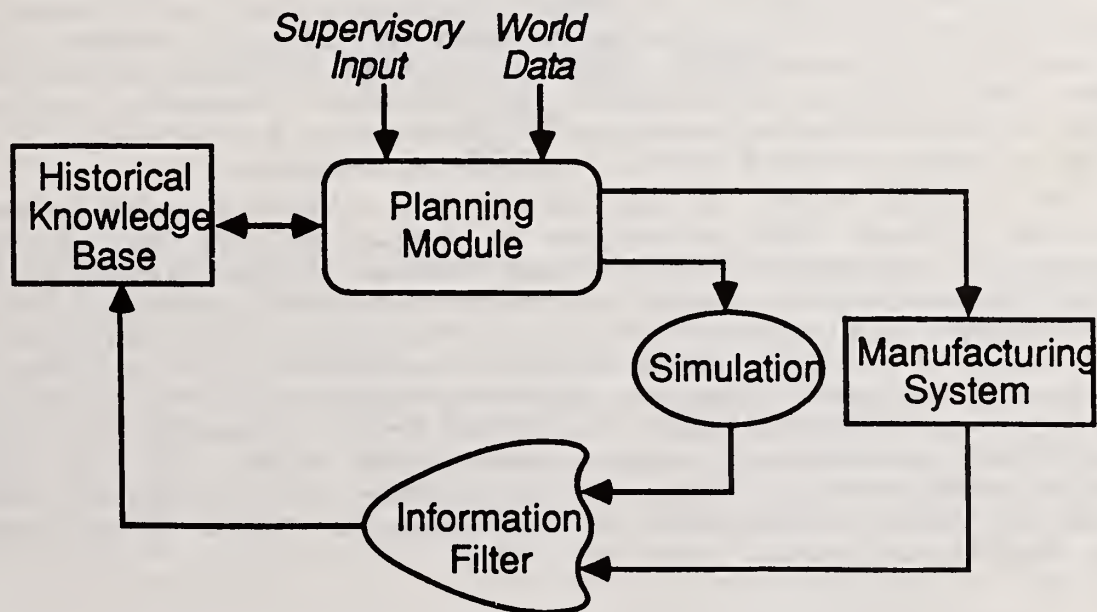 Supervisory
Input
World
Data
Historical
Knowledge
Base
Planning
Module
Simulation
Manufacturing
System
Information
Filter